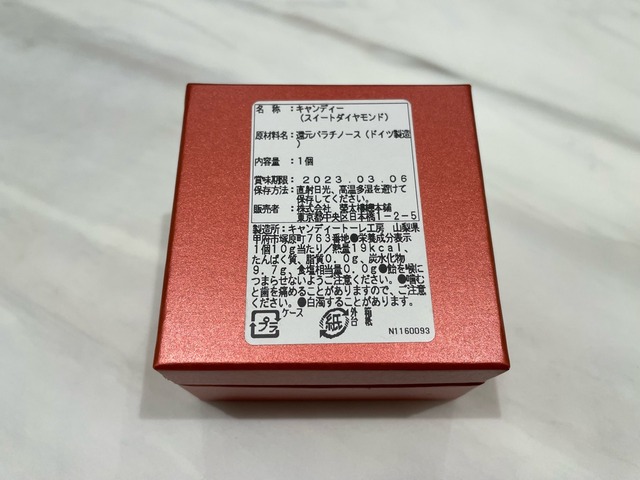 名 称：キャンディー
（スイートダイヤモンド）
原材料名：還元パラチノース（ドイツ製造
）
内容量：１個
賞味期限：２０２３．０３．０６
保存方法：直射日光、高温多湿を避けて
保存してください。
販売者：株式会社 榮太樓總本鋪
東京都中央区日本橋１－２－５
製造所：キャンディートーレ工房 山梨県
甲府市塚原町７６３番地●栄養成分表示
１個１０ｇ当たり／熱量１９ｋｃａｌ、
たんぱく質、脂質０．０ｇ、炭水化物
９．７ｇ、食塩相当量０．０ｇ●飴を喉に
つまらせないようご注意ください。●噛む
と歯を痛めることがありますので、ご注意
ください。●白濁することがあります。
プラ
ケース
紙
外箱
台紙
N1160093